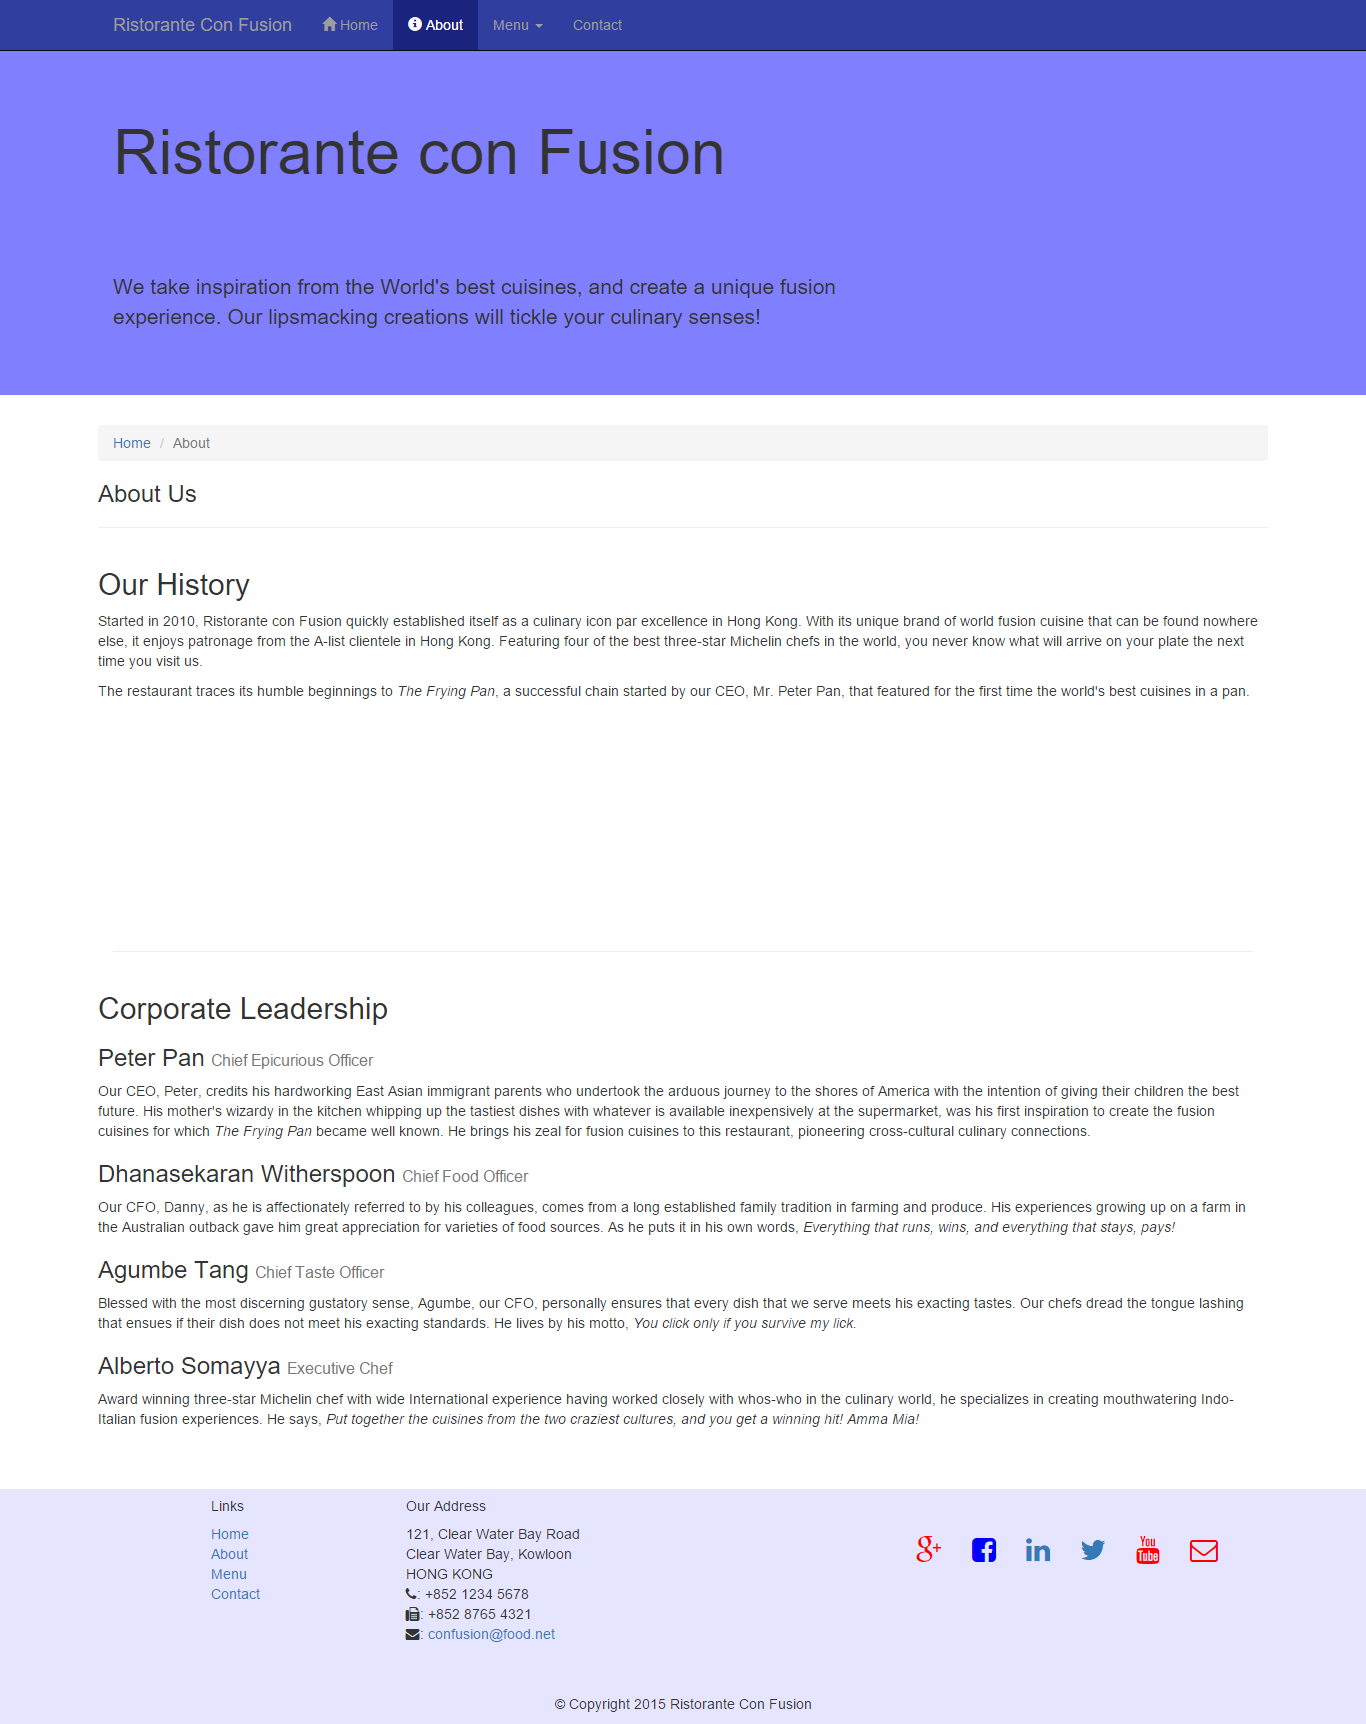 Ristorante Con Fusion Home About Menu Contact
Ristorante con Fusion
We take inspiration from the World's best cuisines, and create a unique fusion
experience. Our lipsmacking creations will tickle your culinary senses!
Home / About
About Us
Our History
Started in 2010, Ristorante con Fusion quickly established itself as a culinary icon par excellence in Hong Kong. With its unique brand of world fusion cuisine that can be found nowhere
else, it enjoys patronage from the A-list clientele in Hong Kong. Featuring four of the best three-star Michelin chefs in the world, you never know what will arrive on your plate the next
time you visit us.
The restaurant traces its humble beginnings to The Frying Pan, a successful chain started by our CEO, Mr. Peter Pan, that featured for the first time the world's best cuisines in a pan.
Corporate Leadership
Peter Pan Chief Epicurious Officer
Our CEO, Peter, credits his hardworking East Asian immigrant parents who undertook the arduous journey to the shores of America with the intention of giving their children the best
future. His mother's wizardy in the kitchen whipping up the tastiest dishes with whatever is available inexpensively at the supermarket, was his first inspiration to create the fusion
cuisines for which The Frying Pan became well known. He brings his zeal for fusion cuisines to this restaurant, pioneering cross-cultural culinary connections.
Dhanasekaran Witherspoon Chief Food Officer
Our CFO, Danny, as he is affectionately referred to by his colleagues, comes from a long established family tradition in farming and produce. His experiences growing up on a farm in
the Australian outback gave him great appreciation for varieties of food sources. As he puts it in his own words, Everything that runs, wins, and everything that stays, pays!
Agumbe Tang Chief Taste Officer
Blessed with the most discerning gustatory sense, Agumbe, our CFO, personally ensures that every dish that we serve meets his exacting tastes. Our chefs dread the tongue lashing
that ensues if their dish does not meet his exacting standards. He lives by his motto, You click only if you survive my lick.
Alberto Somayya Executive Chef
Award winning three-star Michelin chef with wide International experience having worked closely with whos-who in the culinary world, he specializes in creating mouthwatering Indo-
Italian fusion experiences. He says, Put together the cuisines from the two craziest cultures, and you get a winning hit! Amma Mia!
Links
Home
About
Menu
Contact
Our Address
121, Clear Water Bay Road
Clear Water Bay, Kowloon
HONG KONG
: +852 1234 5678
: +852 8765 4321
: confusion@food.net
g+ f in You Tube
© Copyright 2015 Ristorante Con Fusion